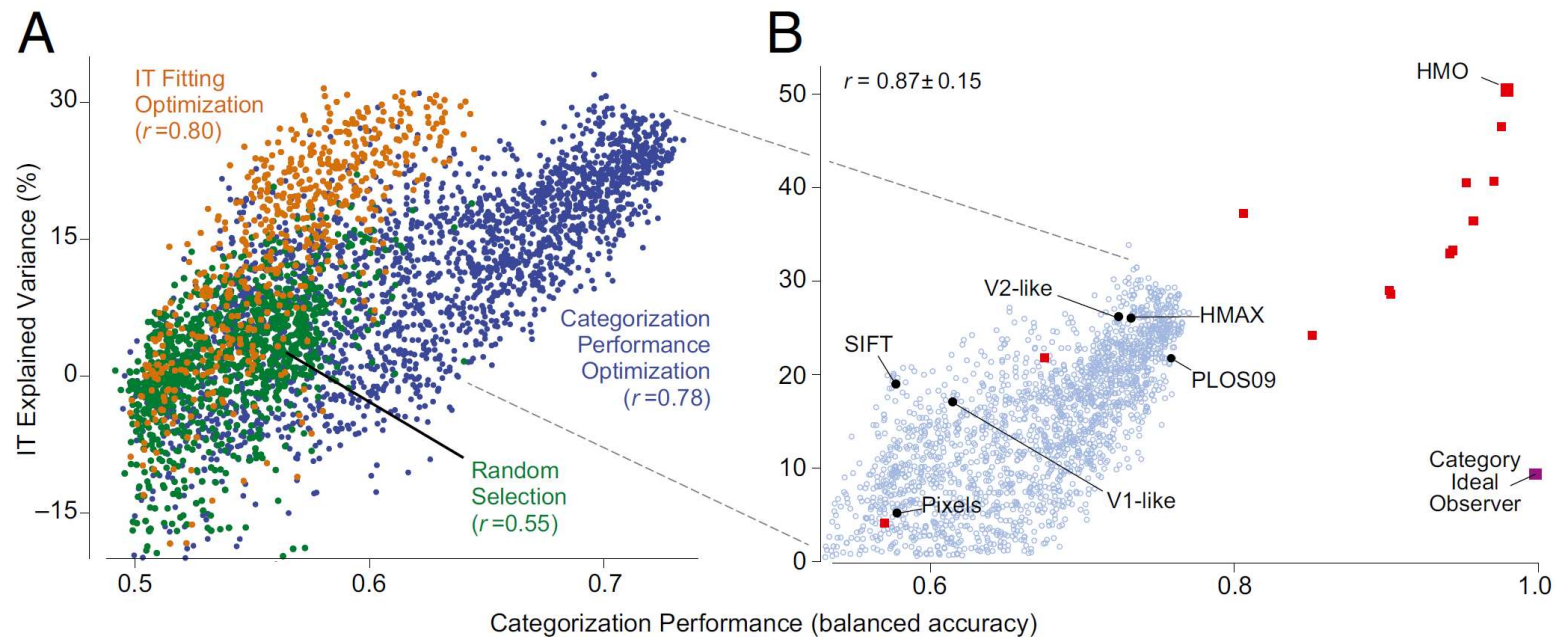 A
B
IT Fitting
Optimization
(r=0.80)
Categorization
Performance
Optimization
(r=0.78)
Random
Selection
(r=0.55)
IT Explained Variance (%)
30
15
0
−15
0.5
0.6
0.7
r = 0.87± 0.15
HMO
V2-like
HMAX
SIFT
PLOS09
V1-like
Pixels
Category
Ideal
Observer
50
40
30
20
10
0
0.6
0.8
1.0
Categorization Performance (balanced accuracy)